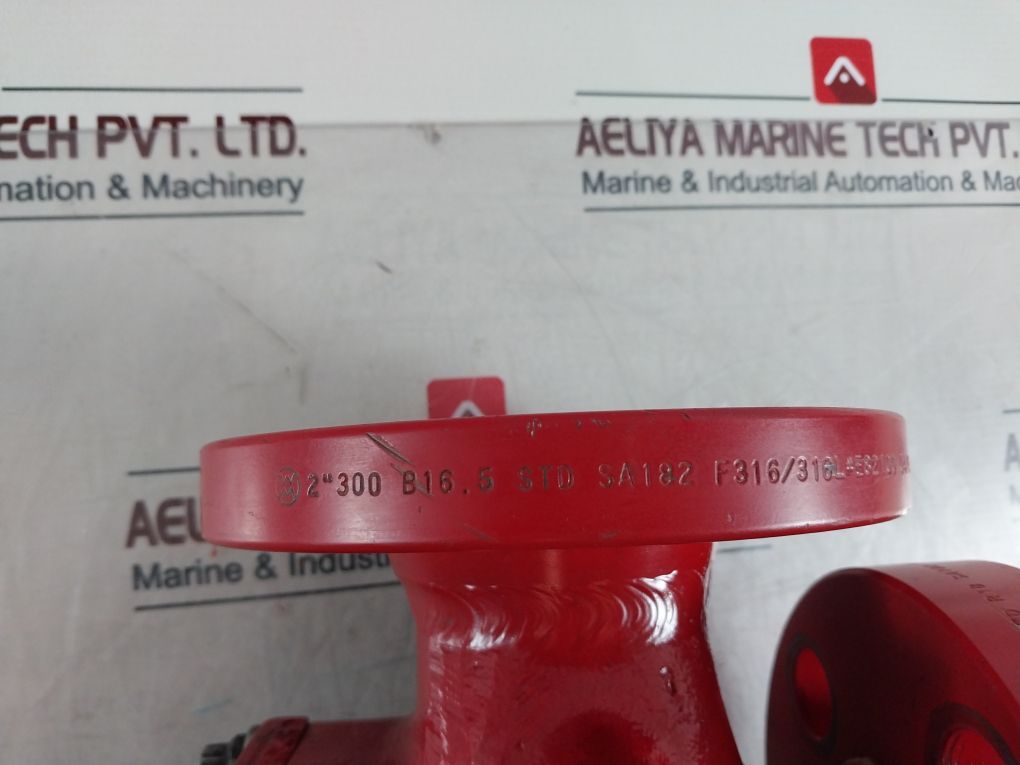 ECH PVT. LTD.
mation & Machinery
AELIYA MARINE TECH PVT.
Marine & Industrial Automation & Ma
2"300 B16.5 STD SA182 F316/316L
AEL
Marine & Industri